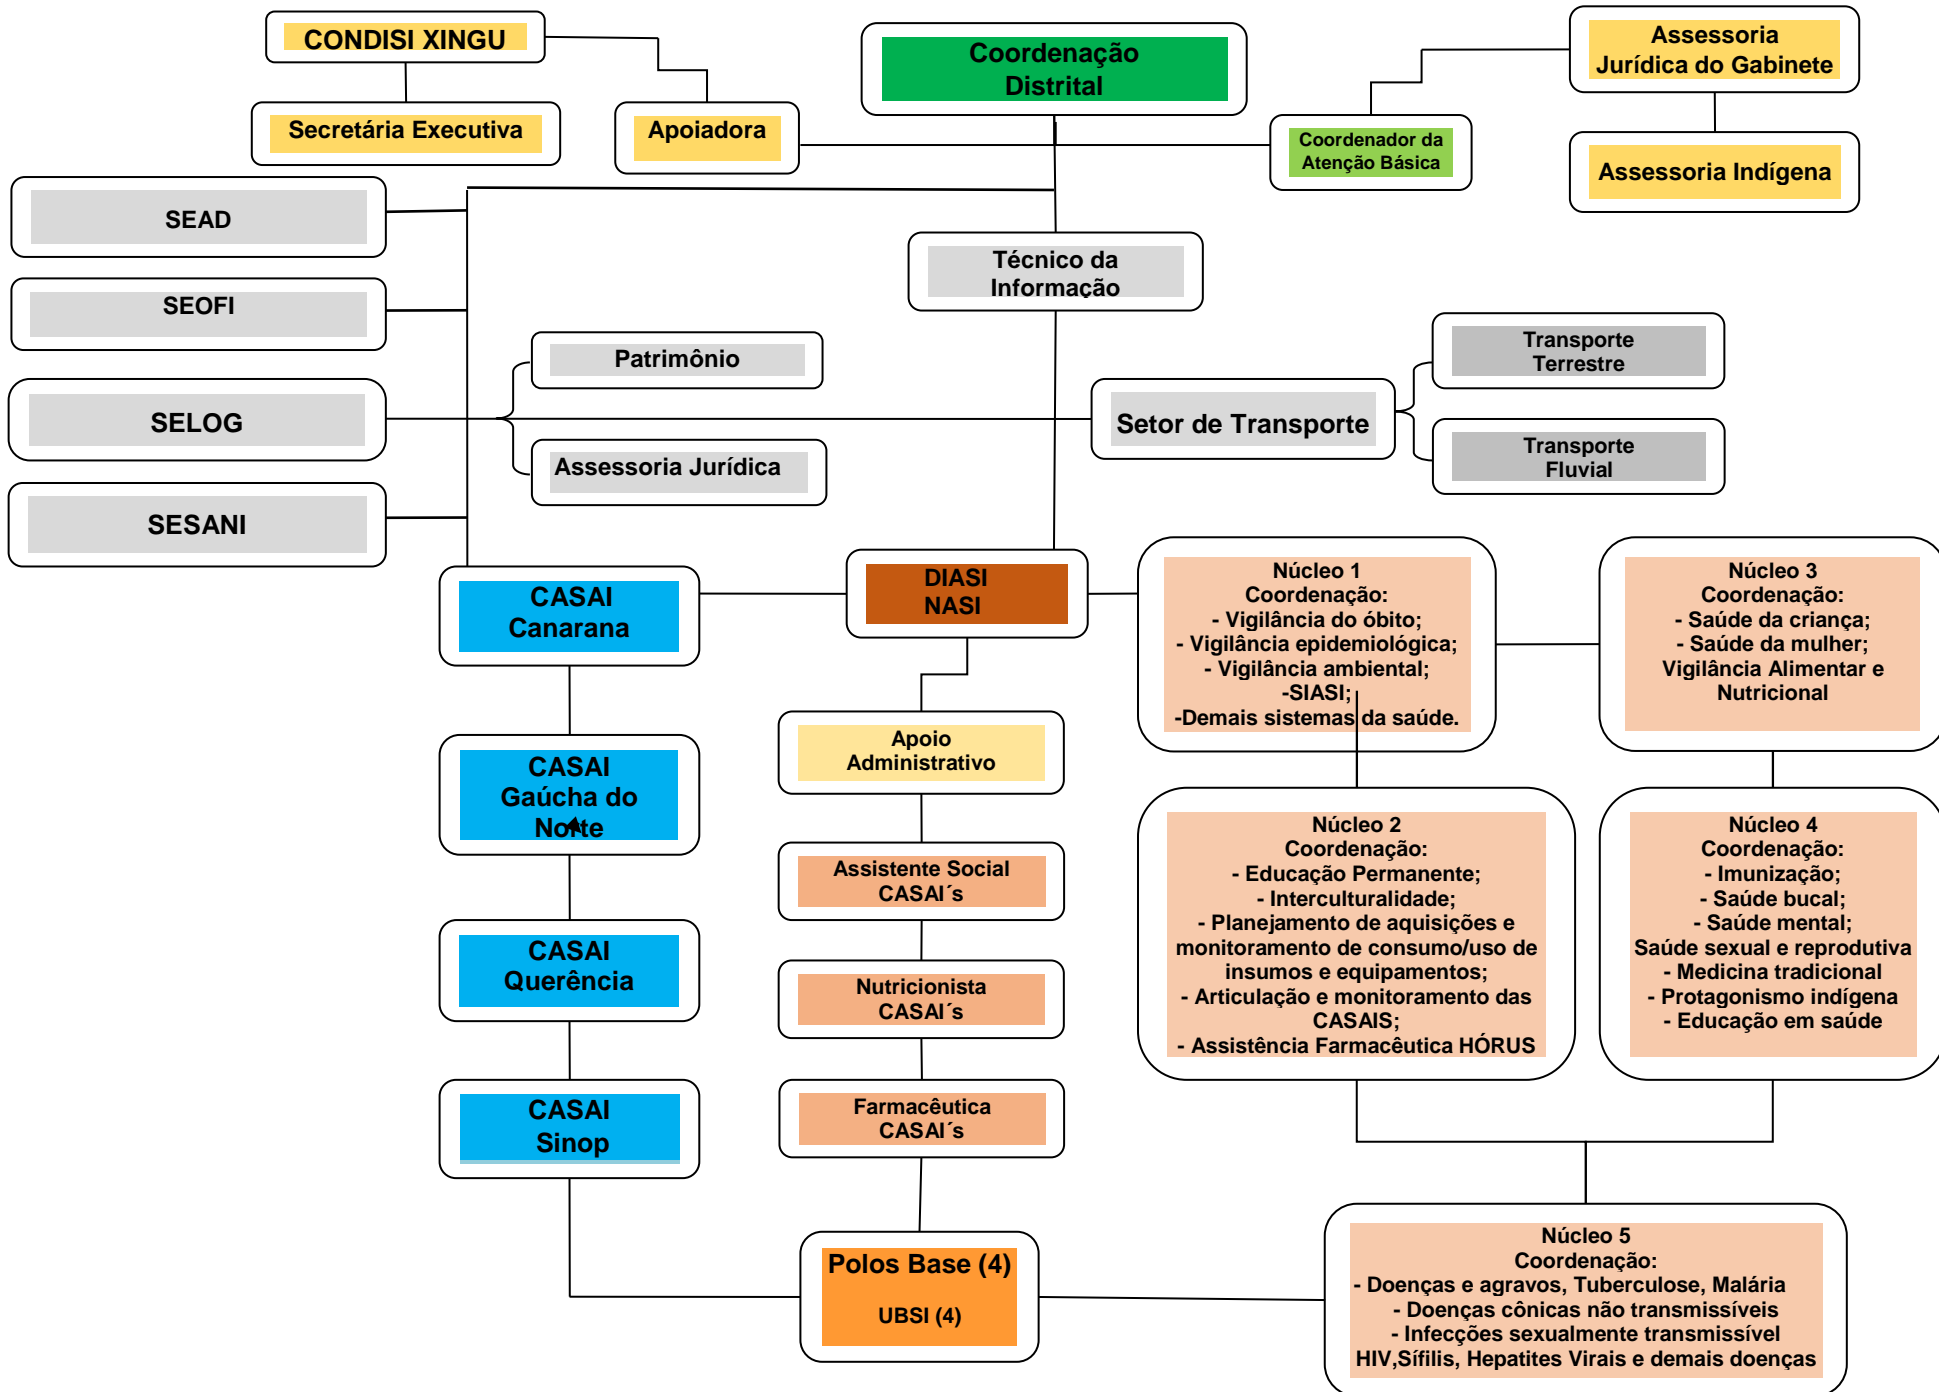 CONDISI XINGU
Coordenação
Distrital
Assessoria
Jurídica do Gabinete
Secretária Executiva
Apoiadora
Coordenador da
Atenção Básica
Assessoria Indígena
SEAD
Técnico da
Informação
SEOFI
Patrimônio
Transporte
Terrestre
SELOG
Setor de Transporte
Assessoria Jurídica
Transporte
Fluvial
SESANI
CASAI
Canarana
DIASI
NASI
Núcleo 1
Coordenação:
- Vigilância do óbito;
- Vigilância epidemiológica;
- Vigilância ambiental;
-SIASI;
-Demais sistemas da saúde.
Núcleo 3
Coordenação:
- Saúde da criança;
- Saúde da mulher;
Vigilância Alimentar e
Nutricional
CASAI
Gaúcha do
Norte
Apoio
Administrativo
Núcleo 2
Coordenação:
- Educação Permanente;
- Interculturalidade;
- Planejamento de aquisições e
monitoramento de consumo/uso de
insumos e equipamentos;
- Articulação e monitoramento das
CASAIS;
- Assistência Farmacêutica HÓRUS
Núcleo 4
Coordenação:
- Imunização;
- Saúde bucal;
- Saúde mental;
Saúde sexual e reprodutiva
- Medicina tradicional
- Protagonismo indígena
- Educação em saúde
Assistente Social
CASAI´s
CASAI
Querência
Nutricionista
CASAI´s
CASAI
Sinop
Farmacêutica
CASAI´s
Polos Base (4)
UBSI (4)
Núcleo 5
Coordenação:
- Doenças e agravos, Tuberculose, Malária
- Doenças cônicas não transmissíveis
- Infecções sexualmente transmissível
HIV,Sífilis, Hepatites Virais e demais doenças